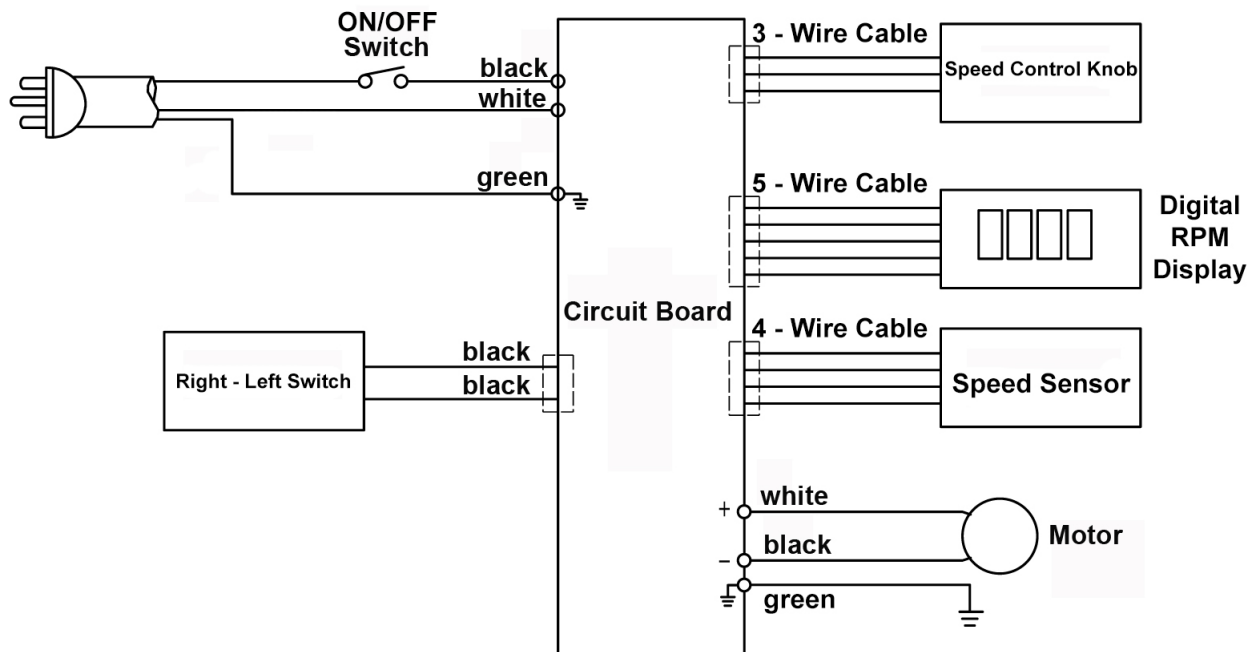 ON/OFF
Switch
black
white
green
Right - Left Switch
black
black
Circuit Board
3 - Wire Cable
Speed Control Knob
5 - Wire Cable
Digital
RPM
Display
4 - Wire Cable
Speed Sensor
+
white
Motor
−
black
green